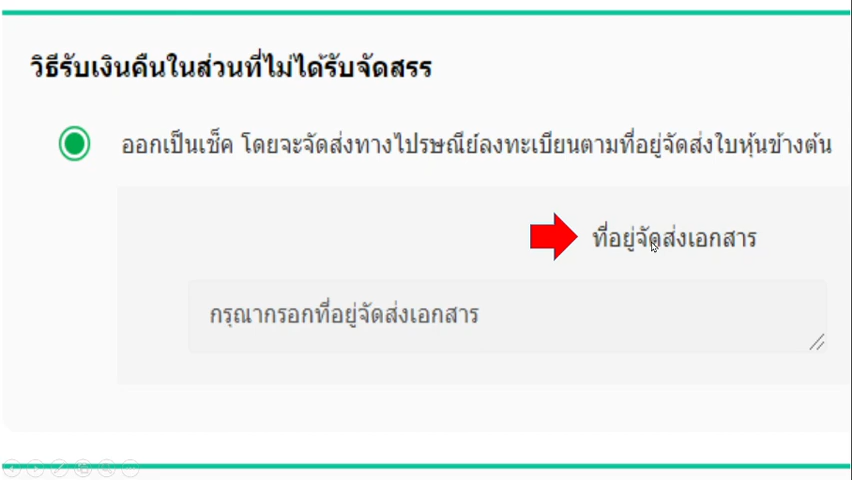 วิธีรับเงินคืนในส่วนที่ไม่ได้รับจัดสรร
ออกเป็นเช็ค โดยจะจัดส่งทางไปรษณีย์ลงทะเบียนตามที่อยู่จัดส่งใบหุ้นข้างต้น
ที่อยู่จัดส่งเอกสาร
กรุณากรอกที่อยู่จัดส่งเอกสาร